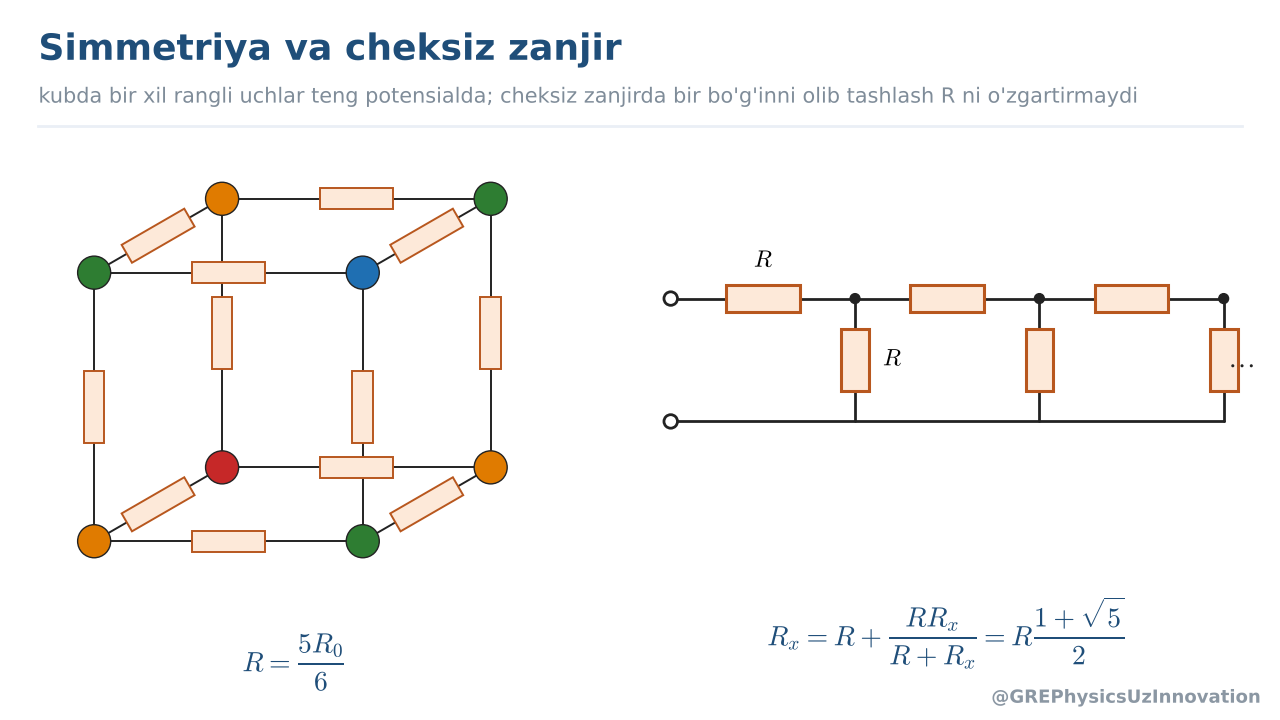 Simmetriya va cheksiz zanjir
kubda bir xil rangli uchlar teng potensialda; cheksiz zanjirda bir bo'g'inni olib tashlash R ni o'zgartirmaydi
R
R
...
R = 5R₀/6
Rₓ = R + RRₓ/(R + Rₓ) = R (1 + √5)/2
@GREPhysicsUzInnovation